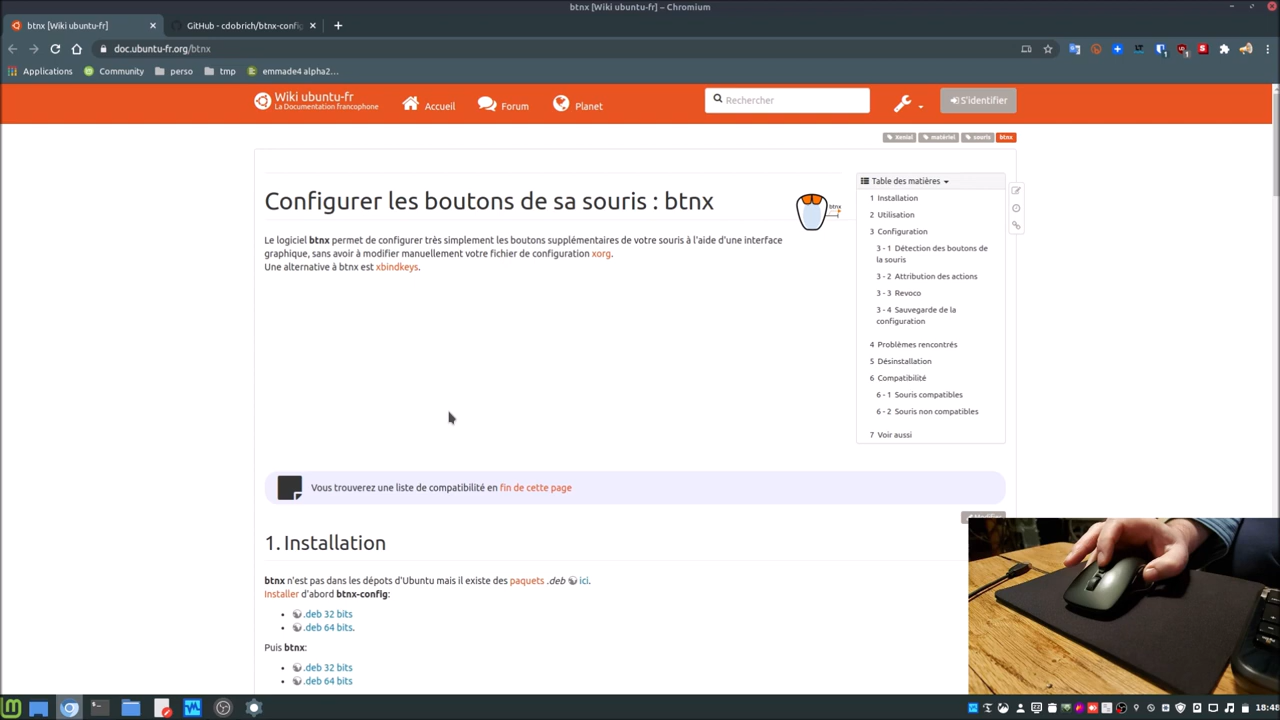 btnx [Wiki ubuntu-fr] – Chromium
btnx [Wiki ubuntu-fr]
GitHub - cdobrich/btnx-config
doc.ubuntu-fr.org/btnx
Applications
Community
perso
tmp
emmade4 alpha2...
Wiki ubuntu-fr
La Documentation francophone
Accueil
Forum
Planet
Rechercher
S'identifier
Xenial
matériel
souris
btnx
Configurer les boutons de sa souris : btnx
btnx
Le logiciel btnx permet de configurer très simplement les boutons supplémentaires de votre souris à l'aide d'une interface
graphique, sans avoir à modifier manuellement votre fichier de configuration xorg.
Une alternative à btnx est xbindkeys.
Table des matières
1 Installation
2 Utilisation
3 Configuration
3 - 1 Détection des boutons de
la souris
3 - 2 Attribution des actions
3 - 3 Revoco
3 - 4 Sauvegarde de la
configuration
4 Problèmes rencontrés
5 Désinstallation
6 Compatibilité
6 - 1 Souris compatibles
6 - 2 Souris non compatibles
7 Voir aussi
Vous trouverez une liste de compatibilité en fin de cette page
1. Installation
btnx n'est pas dans les dépots d'Ubuntu mais il existe des paquets .deb ici.
Installer d'abord btnx-config:
.deb 32 bits
.deb 64 bits.
Puis btnx:
.deb 32 bits
.deb 64 bits
18:48